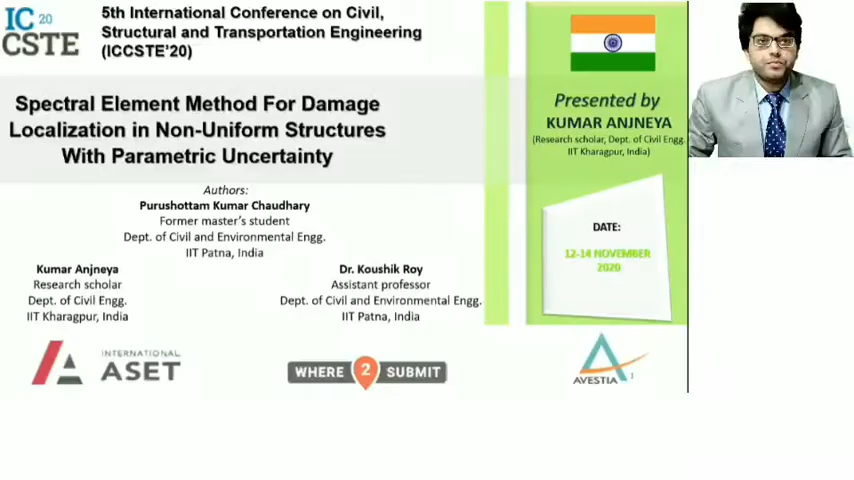 IC 20
CSTE
5th International Conference on Civil,
Structural and Transportation Engineering
(ICCSTE'20)
Spectral Element Method For Damage
Localization in Non-Uniform Structures
With Parametric Uncertainty
Authors:
Purushottam Kumar Chaudhary
Former master's student
Dept. of Civil and Environmental Engg.
IIT Patna, India
Kumar Anjneya
Research scholar
Dept. of Civil Engg.
IIT Kharagpur, India
Dr. Koushik Roy
Assistant professor
Dept. of Civil and Environmental Engg.
IIT Patna, India
Presented by
KUMAR ANJNEYA
(Research scholar, Dept. of Civil Engg.
IIT Kharagpur, India)
DATE:
12-14 NOVEMBER
2020
INTERNATIONAL
ASET
WHERE 2 SUBMIT
AVESTIA
1